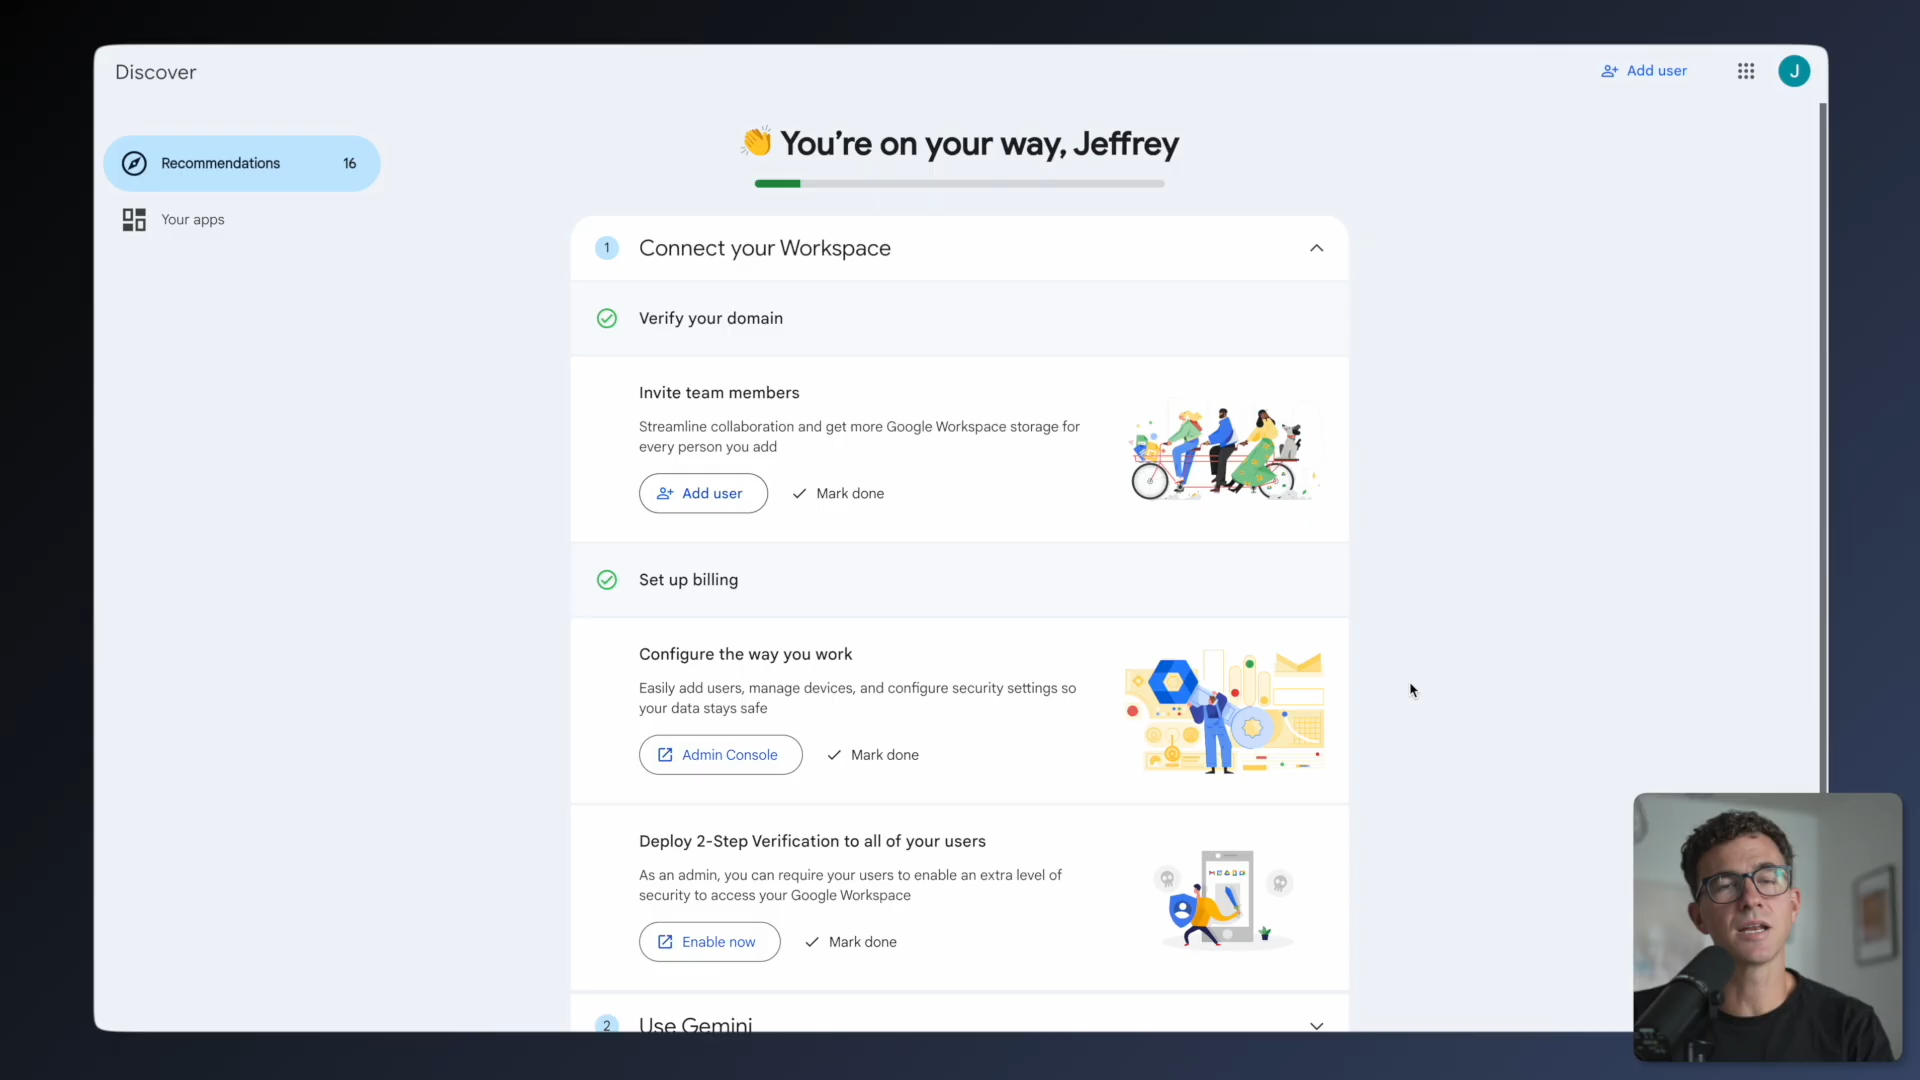 Discover
Add user
J
Recommendations 16
Your apps
👏 You're on your way, Jeffrey
1 Connect your Workspace
Verify your domain
Invite team members
Streamline collaboration and get more Google Workspace storage for
every person you add
Add user
Mark done
Set up billing
Configure the way you work
Easily add users, manage devices, and configure security settings so
your data stays safe
Admin Console
Mark done
Deploy 2-Step Verification to all of your users
As an admin, you can require your users to enable an extra level of
security to access your Google Workspace
Enable now
Mark done
2 Use Gemini